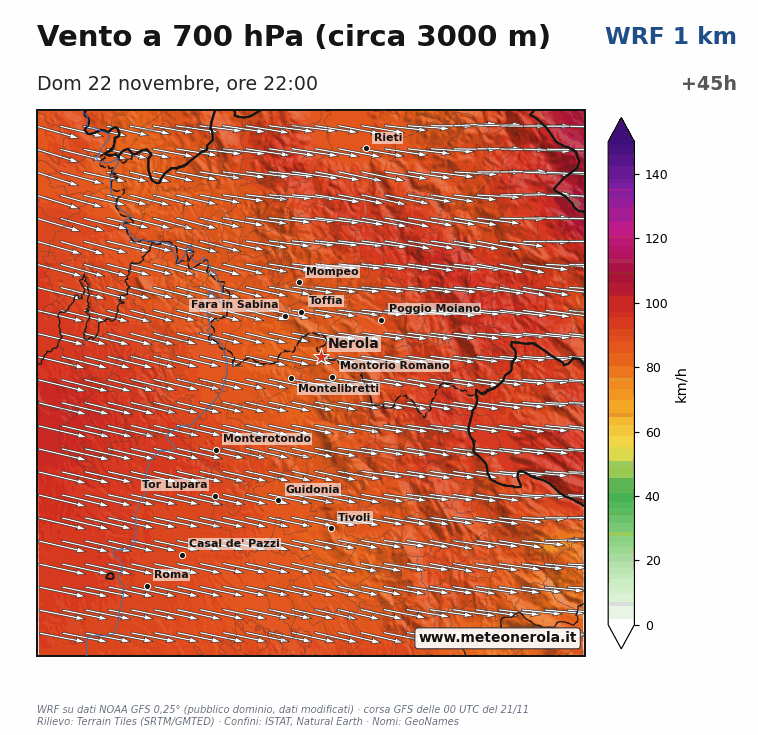 Vento a 700 hPa (circa 3000 m)
WRF 1 km
Dom 22 novembre, ore 22:00
+45h
Rieti
Mompeo
Toffia
Fara in Sabina
Poggio Moiano
Nerola
Montorio Romano
Montelibretti
Monterotondo
Tor Lupara
Guidonia
Tivoli
Casal de' Pazzi
Roma
www.meteonerola.it
140
120
100
80
60
40
20
0
km/h
WRF su dati NOAA GFS 0,25° (pubblico dominio, dati modificati) · corsa GFS delle 00 UTC del 21/11
Rilievo: Terrain Tiles (SRTM/GMTED) · Confini: ISTAT, Natural Earth · Nomi: GeoNames